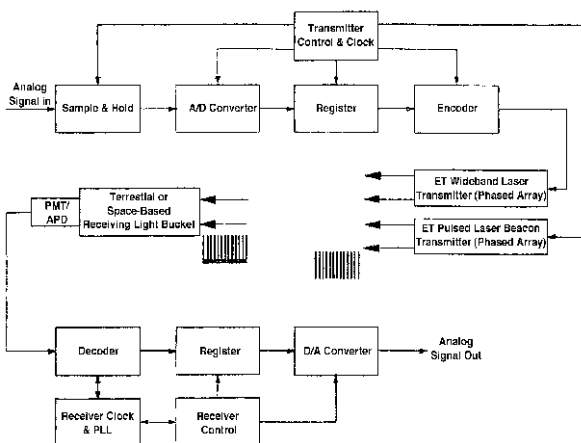 Transmitter
Control & Clock
Analog
Signal in
Sample & Hold
A/D Converter
Register
Encoder
PMT/
APD
Terrestial or
Space-Based
Receiving Light Bucket
ET Wideband Laser
Transmitter (Phased Array)
ET Pulsed Laser Beacon
Transmitter (Phased Array)
Decoder
Register
D/A Converter
Analog
Signal Out
Receiver Clock
& PLL
Receiver
Control